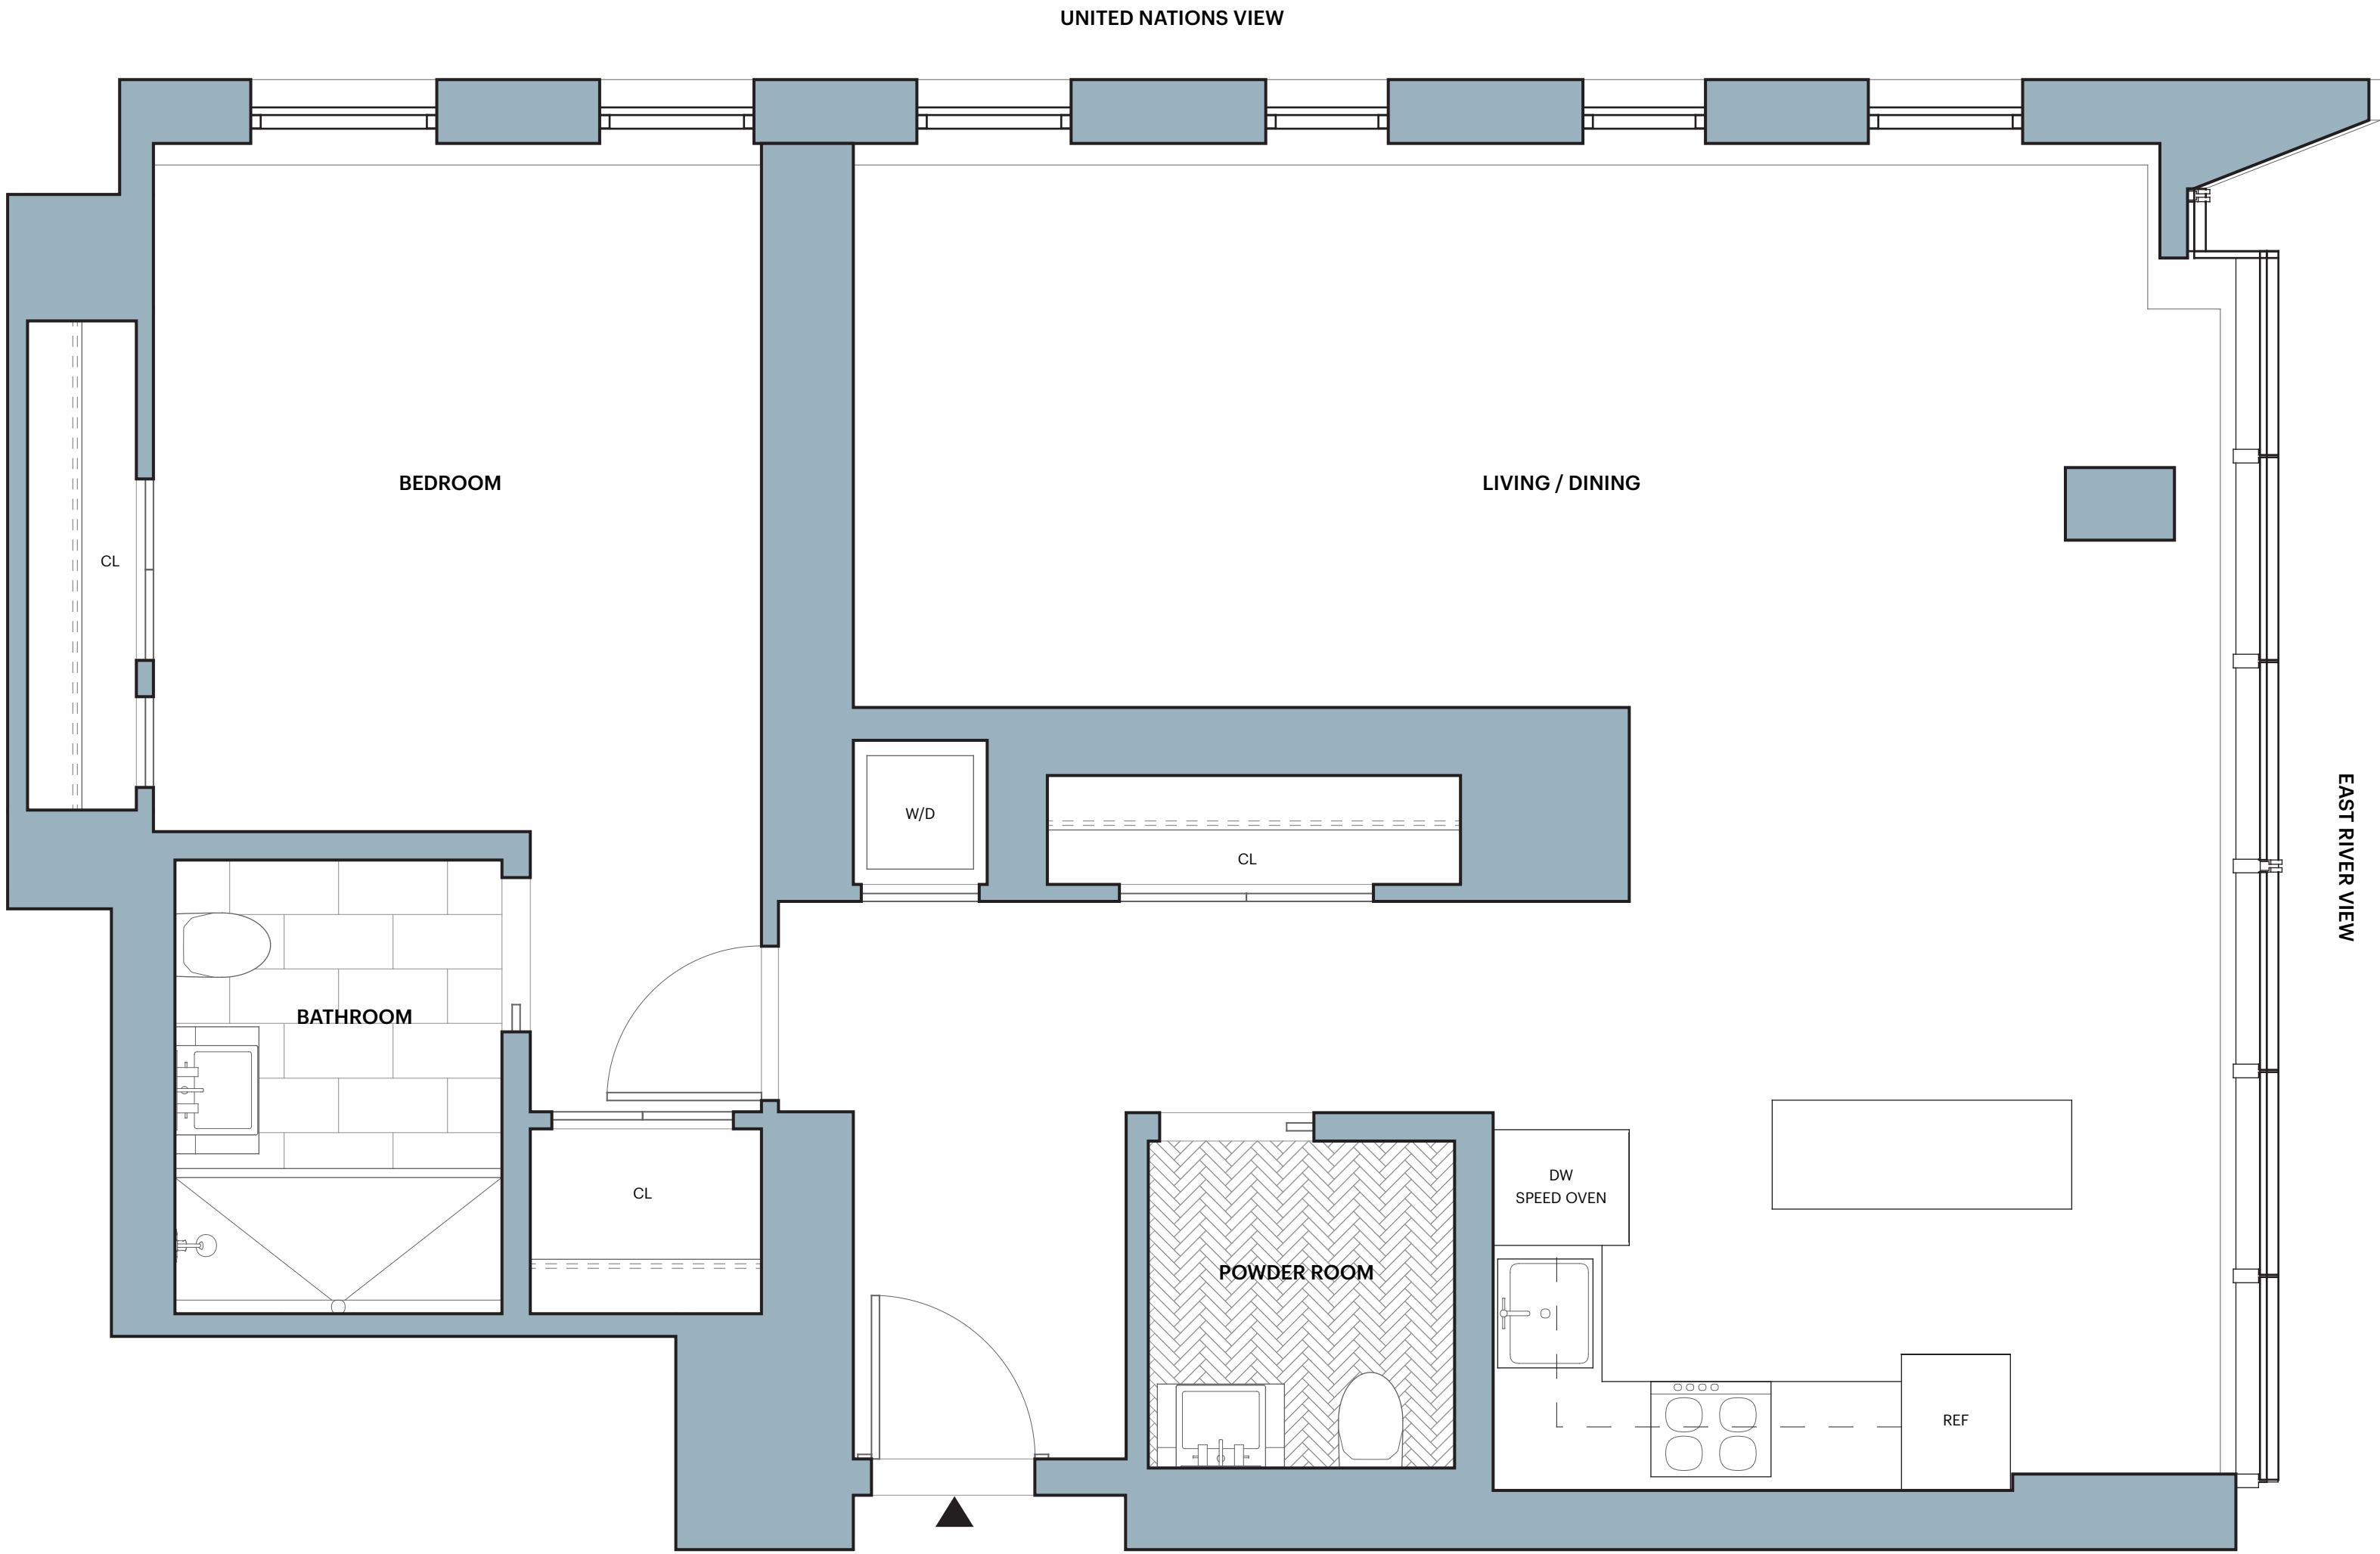 UNITED NATIONS VIEW
BEDROOM
LIVING / DINING
CL
EAST RIVER VIEW
W/D
CL
BATHROOM
CL
DW
SPEED OVEN
POWDER ROOM
REF